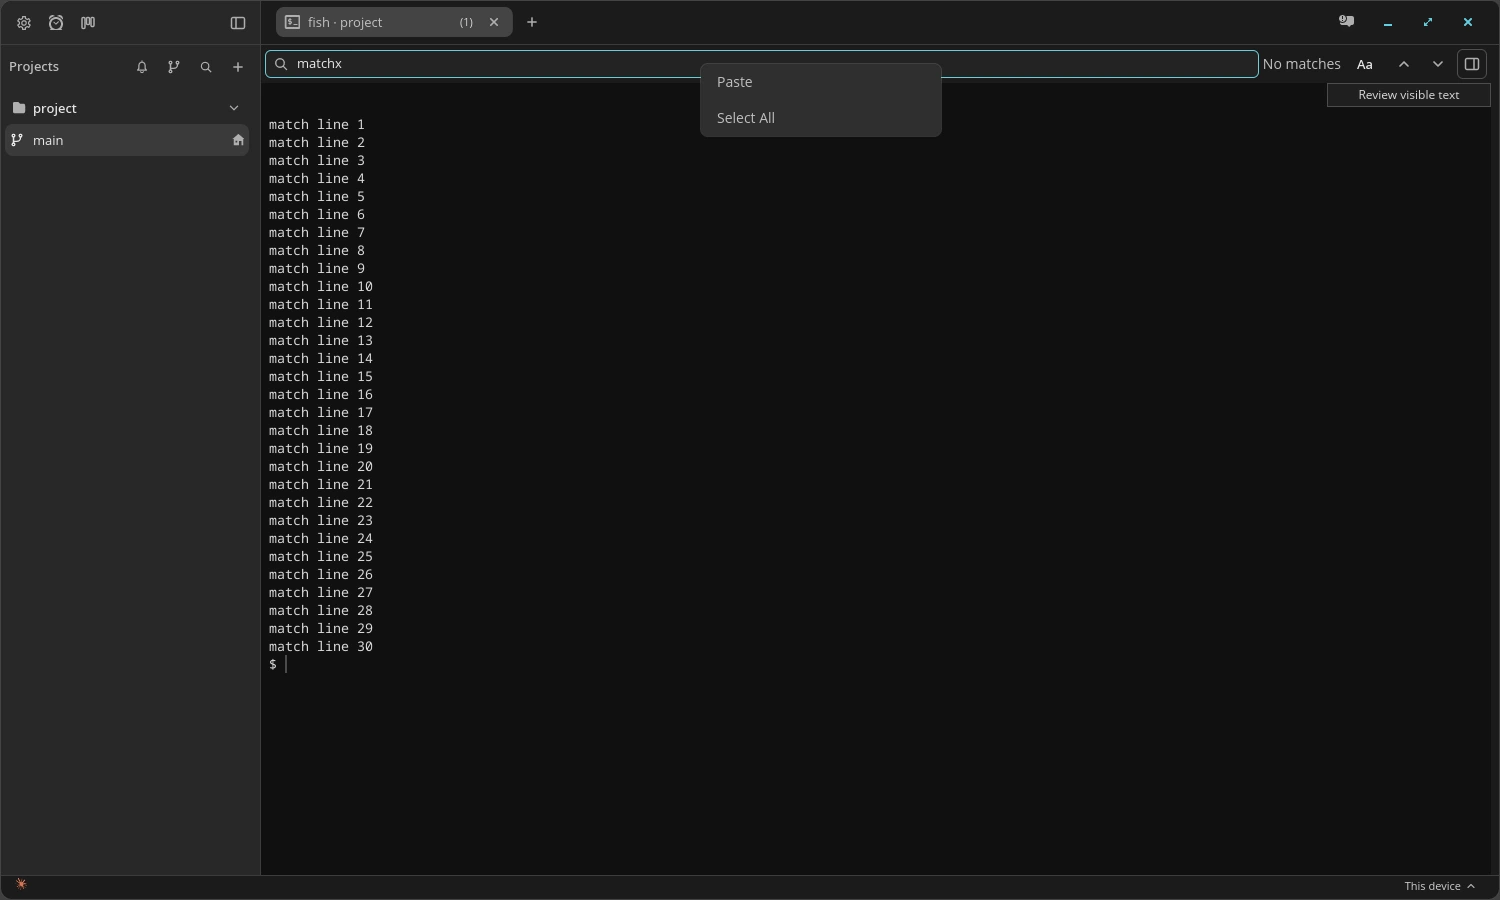 fish · project (1)
Projects
matchx
No matches
Aa
Paste
Select All
Review visible text
project
main
match line 1
match line 2
match line 3
match line 4
match line 5
match line 6
match line 7
match line 8
match line 9
match line 10
match line 11
match line 12
match line 13
match line 14
match line 15
match line 16
match line 17
match line 18
match line 19
match line 20
match line 21
match line 22
match line 23
match line 24
match line 25
match line 26
match line 27
match line 28
match line 29
match line 30
$
This device